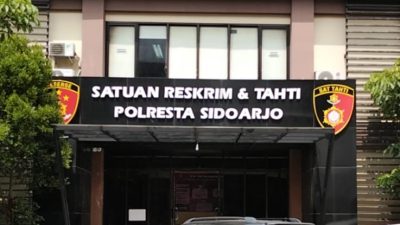 SATUAN RESKRIM & TAHTI
POLRESTA SIDOARJO
SAT TAHTI